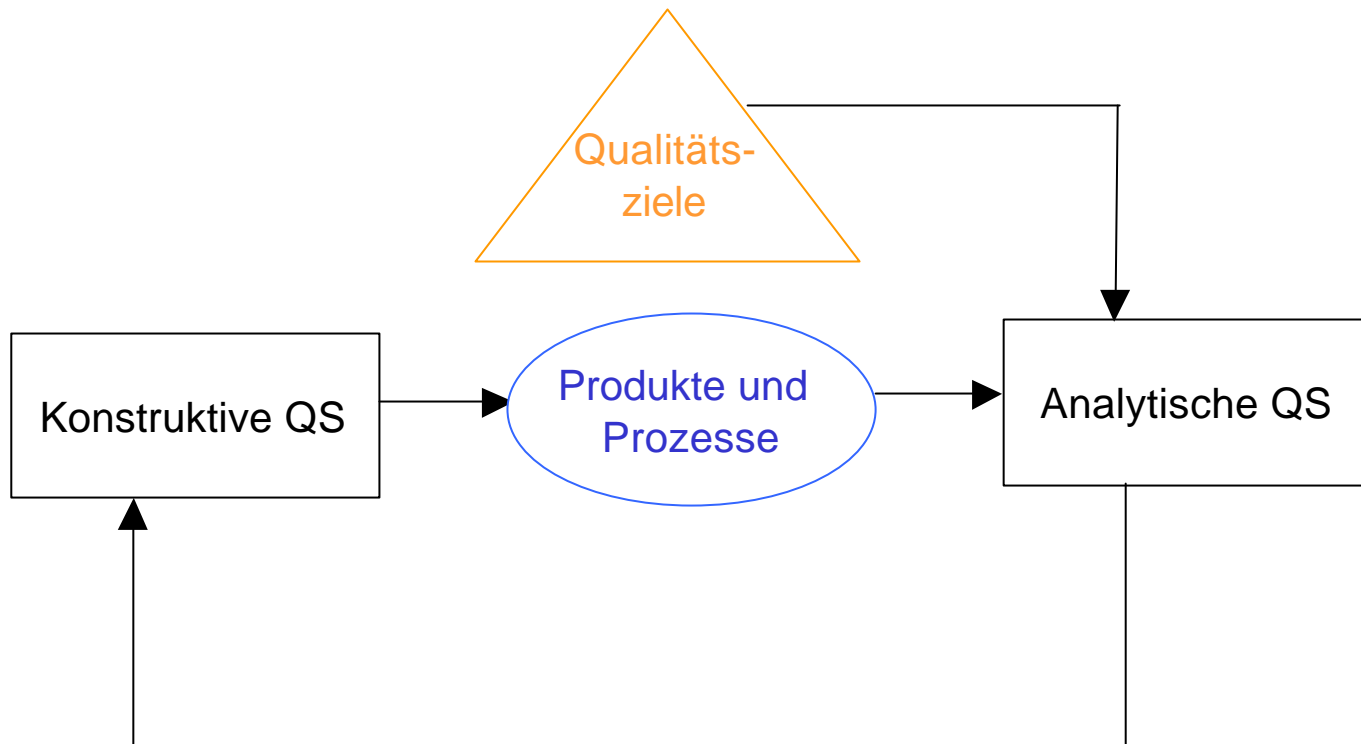 Qualitäts-
ziele
Konstruktive QS
Produkte und
Prozesse
Analytische QS